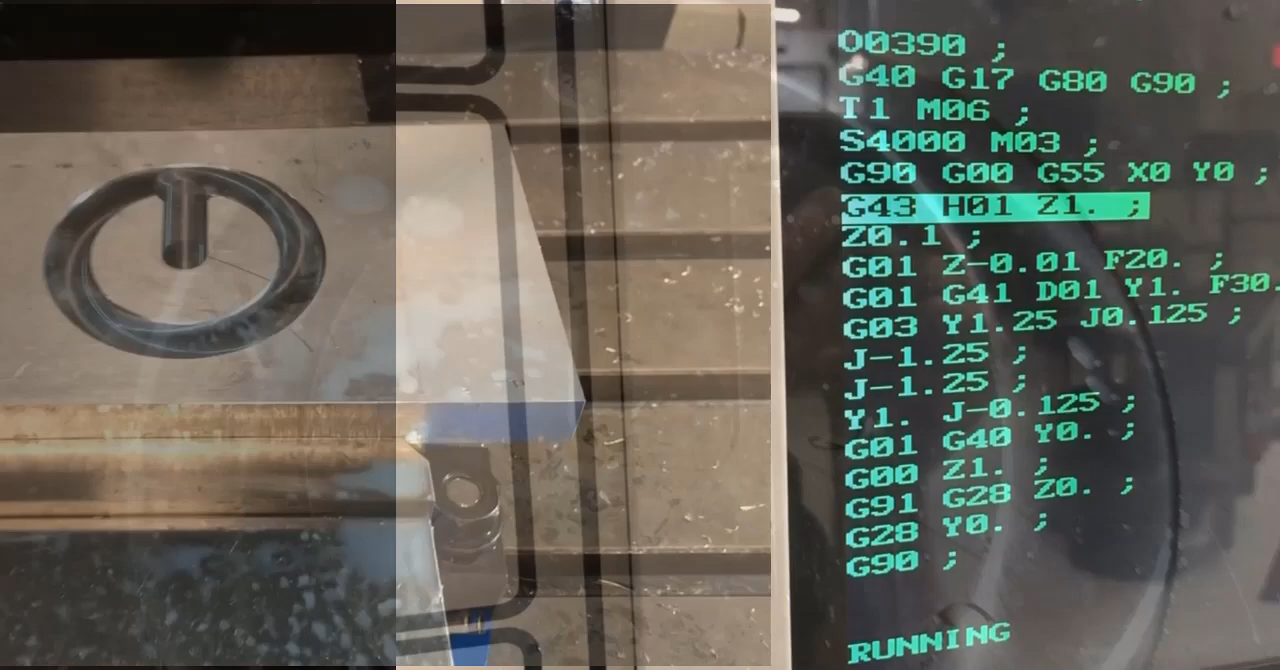 O0390 ;
G40 G17 G80 G90 ;
T1 M06 ;
S4000 M03 ;
G90 G00 G55 X0 Y0 ;
G43 H01 Z1. ;
Z0.1 ;
G01 Z-0.01 F20. ;
G01 G41 D01 Y1. F30.
G03 Y1.25 J0.125 ;
J-1.25 ;
J-1.25 ;
Y1. J-0.125 ;
G01 G40 Y0. ;
G00 Z1. ;
G91 G28 Z0. ;
G28 Y0. ;
G90 ;
RUNNING